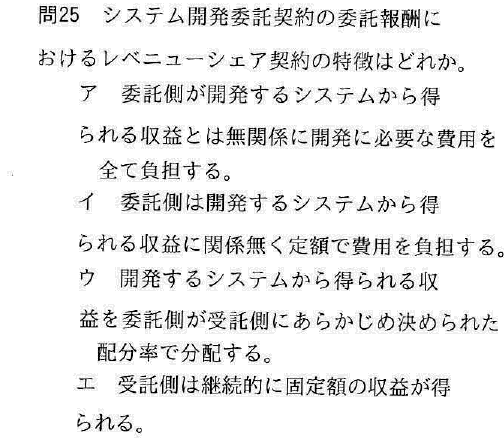 問25 システム開発委託契約の委託報酬に
おけるレベニューシェア契約の特徴はどれか。
ア 委託側が開発するシステムから得
られる収益とは無関係に開発に必要な費用を
全て負担する。
イ 委託側は開発するシステムから得
られる収益に関係無く定額で費用を負担する。
ウ 開発するシステムから得られる収
益を委託側が受託側にあらかじめ決められた
配分率で分配する。
エ 受託側は継続的に固定額の収益が得
られる。